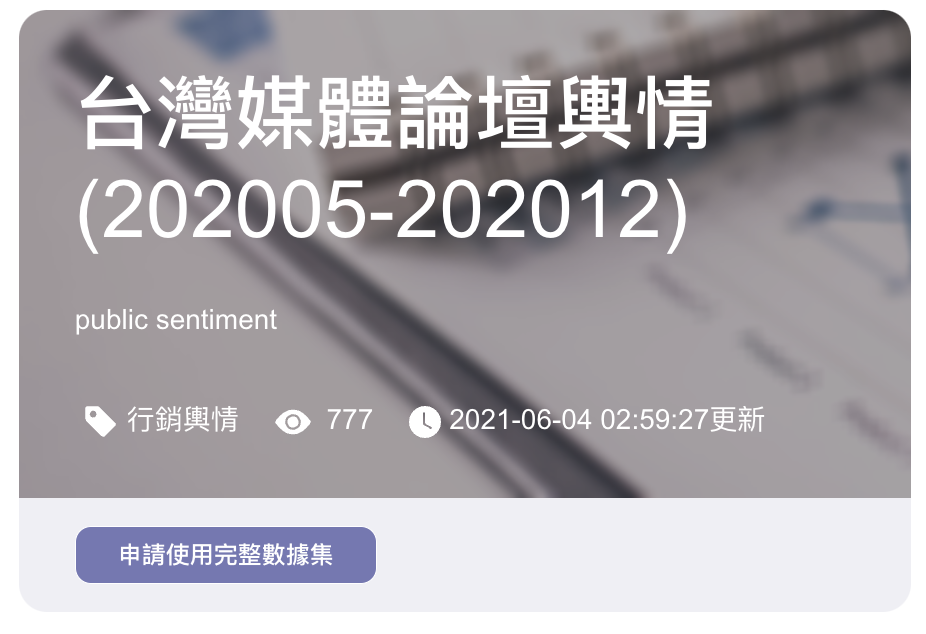 台灣媒體論壇輿情
(202005-202012)
public sentiment
行銷輿情 777 2021-06-04 02:59:27更新
申請使用完整數據集